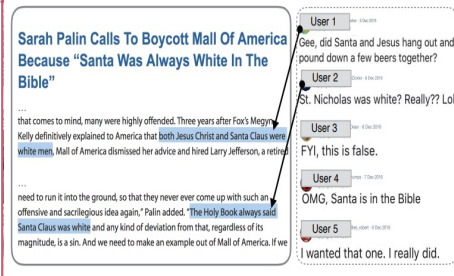 Sarah Palin Calls To Boycott Mall Of America
Because “Santa Was Always White In The
Bible”
...
that comes to mind, many were highly offended. Three years after Fox's Megyn
Kelly definitively explained to America that both Jesus Christ and Santa Claus were
white men, Mall of America dismissed her advice and hired Larry Jefferson, a retired
...
need to run it into the ground, so that they never ever come up with such an
offensive and sacrilegious idea again,” Palin added. “The Holy Book always said
Santa Claus was white and any kind of deviation from that, regardless of its
magnitude, is a sin. And we need to make an example out of Mall of America. If we
User 1
Gee, did Santa and Jesus hang out and
pound down a few beers together?
User 2
St. Nicholas was white? Really?? Lol
User 3
FYI, this is false.
User 4
OMG, Santa is in the Bible
User 5
I wanted that one. I really did.